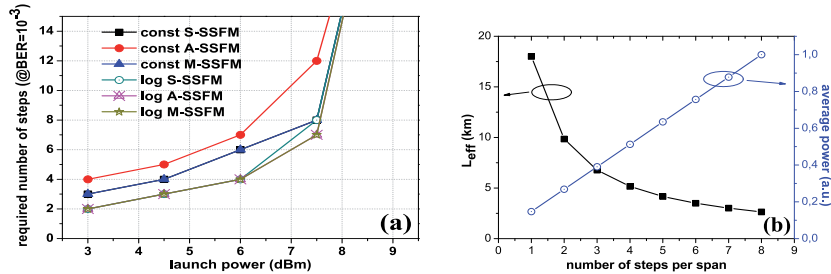 required number of steps (@BER=10⁻³)
14
12
10
8
6
4
2
0
const S-SSFM
const A-SSFM
const M-SSFM
log S-SSFM
log A-SSFM
log M-SSFM
(a)
3
4
5
6
7
8
9
launch power (dBm)
L_eff (km)
20
15
10
5
0
0
1
2
3
4
5
6
7
8
9
number of steps per span
(b)
1,0
0,8
0,6
0,4
0,2
0,0
average power (a.u.)